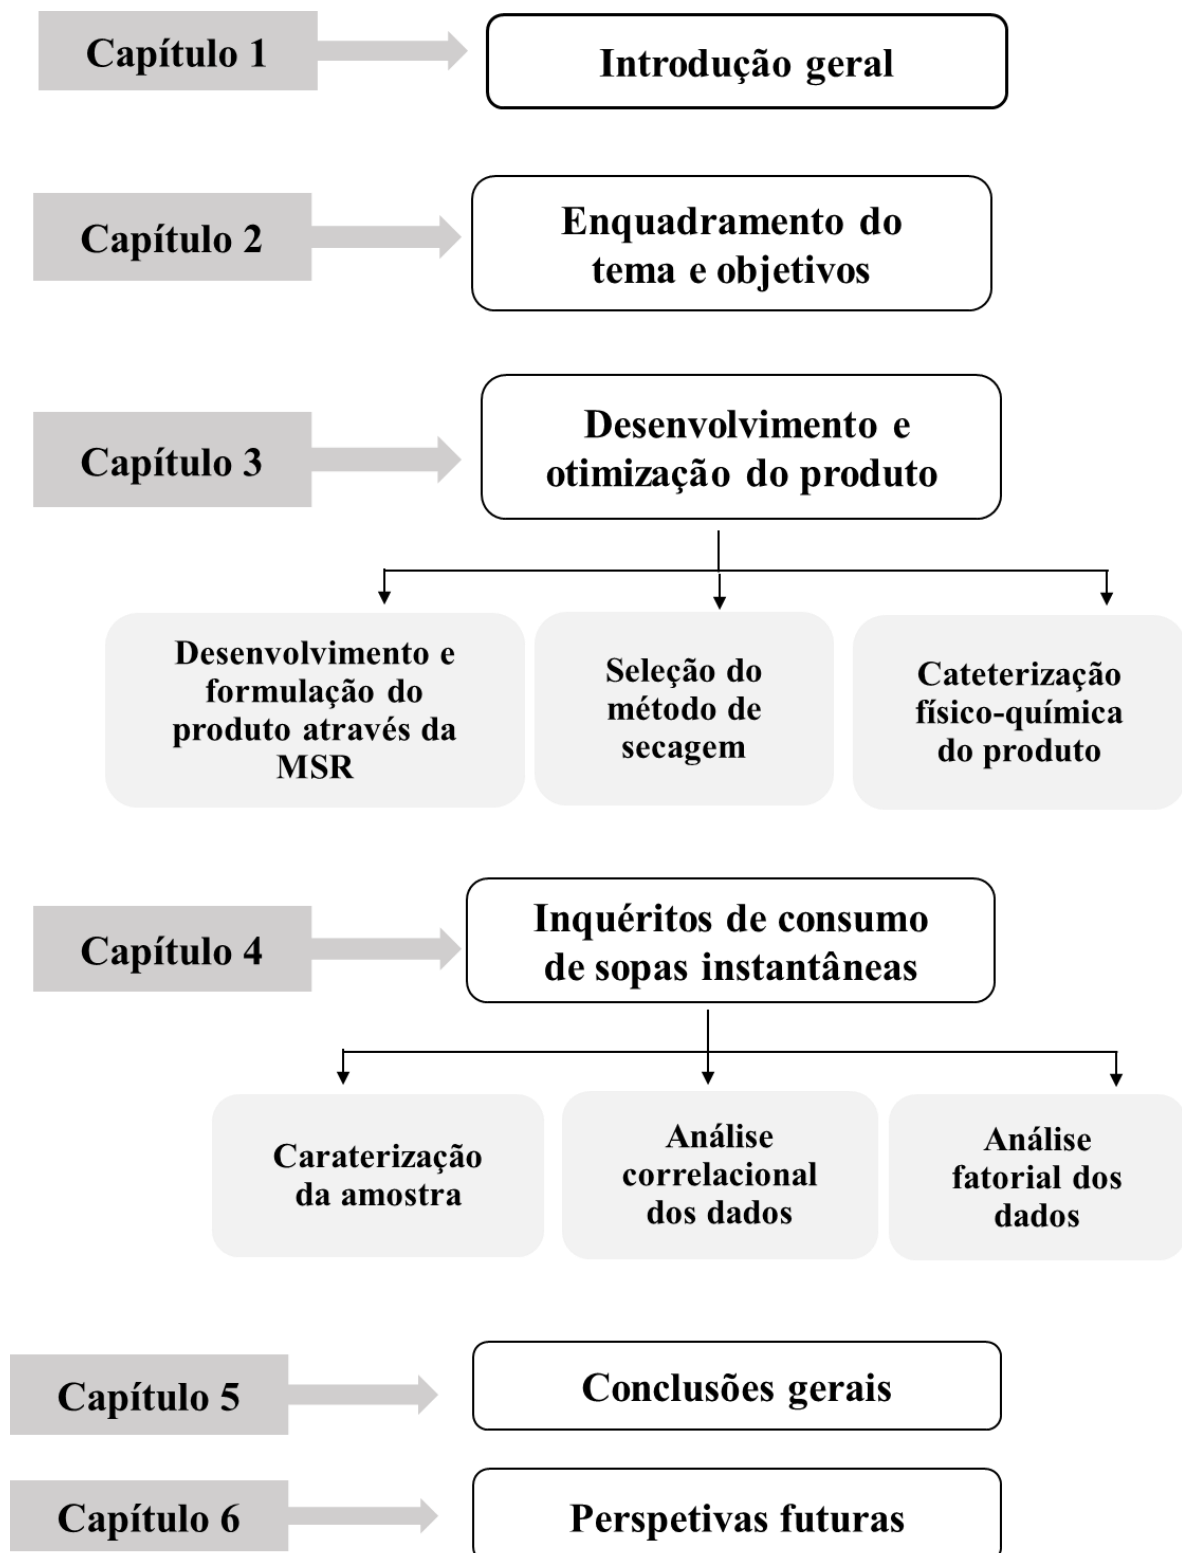 Capítulo 1
Introdução geral
Capítulo 2
Enquadramento do
tema e objetivos
Capítulo 3
Desenvolvimento e
otimização do produto
Desenvolvimento e
formulação do
produto através da
MSR
Seleção do
método de
secagem
Cateterização
físico-química
do produto
Capítulo 4
Inquéritos de consumo
de sopas instantâneas
Caraterização
da amostra
Análise
correlacional
dos dados
Análise
fatorial dos
dados
Capítulo 5
Conclusões gerais
Capítulo 6
Perspetivas futuras